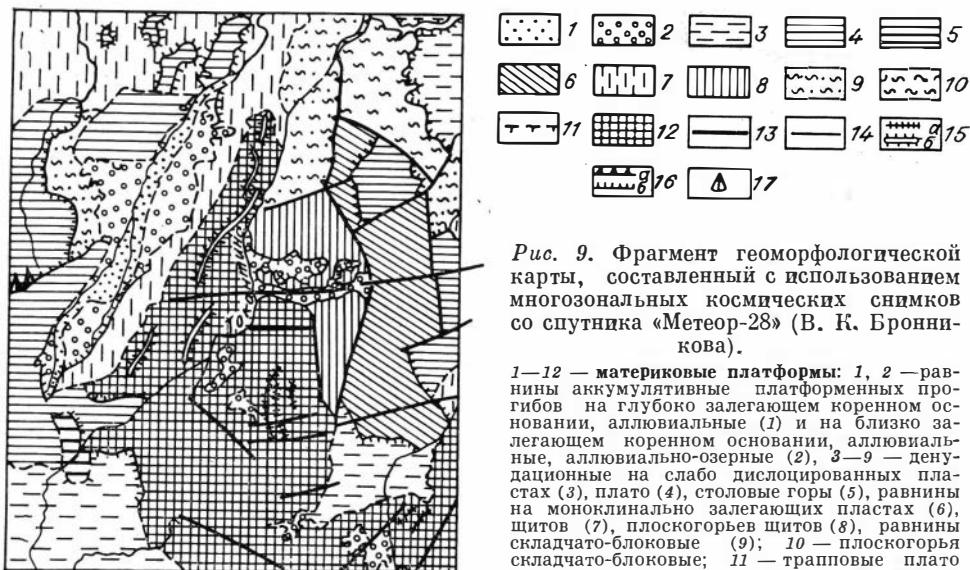 1 2 3 4 5
6 7 8 9 10
11 12 13 14 15 а б
16 а б 17
Рис. 9. Фрагмент геоморфологической
карты, составленный с использованием
многозональных космических снимков
со спутника «Метеор-28» (В. К. Бронни-
кова).
1—12 — материковые платформы: 1, 2 —рав-
нины аккумулятивные платформенных про-
гибов на глубоко залегающем коренном ос-
новании, аллювиальные (1) и на близко за-
легающем коренном основании, аллювиаль-
ные, аллювиально-озерные (2), 3—9 — дену-
дационные на слабо дислоцированных пла-
стах (3), плато (4), столовые горы (5), равнины
на моноклинально залегающих пластах (6),
щитов (7), плоскогорьев щитов (8), равнины
складчато-блоковые (9); 10 — плоскогорья
складчато-блоковые; 11 — трапповые плато